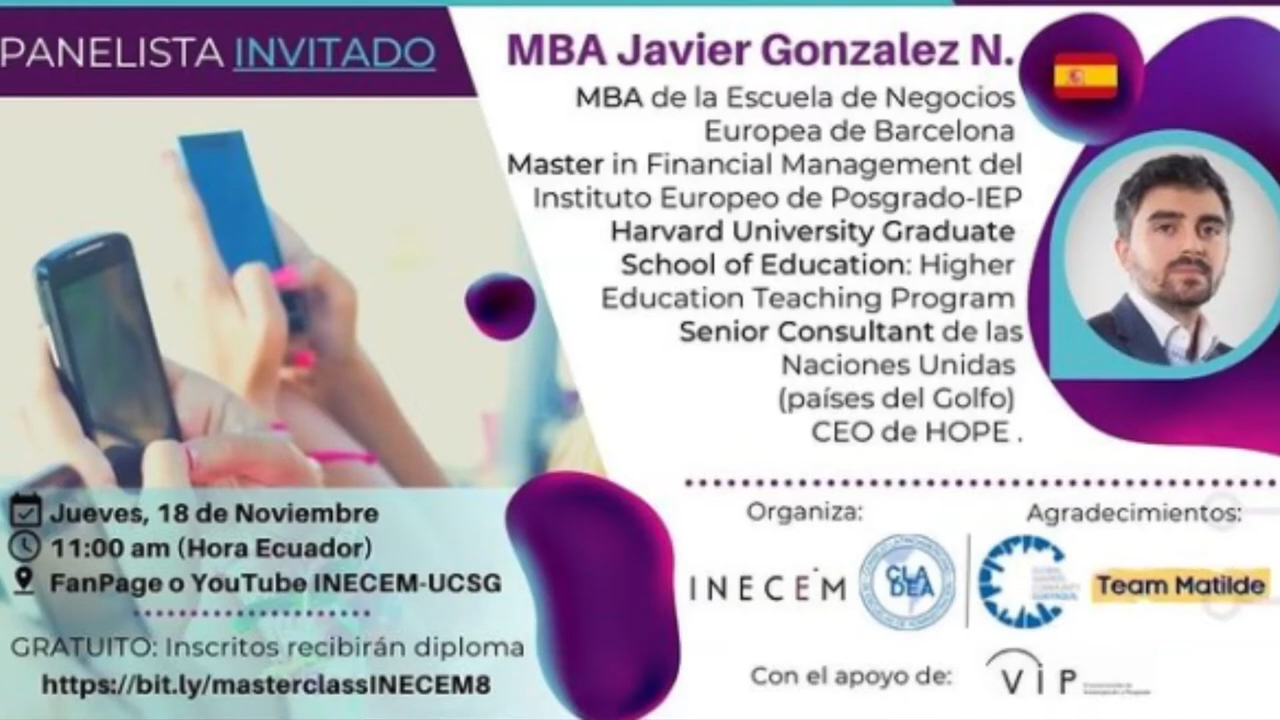 PANELISTA INVITADO
MBA Javier Gonzalez N.
MBA de la Escuela de Negocios
Europea de Barcelona
Master in Financial Management del
Instituto Europeo de Posgrado-IEP
Harvard University Graduate
School of Education: Higher
Education Teaching Program
Senior Consultant de las
Naciones Unidas
(países del Golfo)
CEO de HOPE .
Jueves, 18 de Noviembre
11:00 am (Hora Ecuador)
FanPage o YouTube INECEM-UCSG
GRATUITO: Inscritos recibirán diploma
https://bit.ly/masterclassINECEM8
Organiza:
Agradecimientos:
INECEM
CLA
DEA
Team Matilde
Con el apoyo de:
VIP